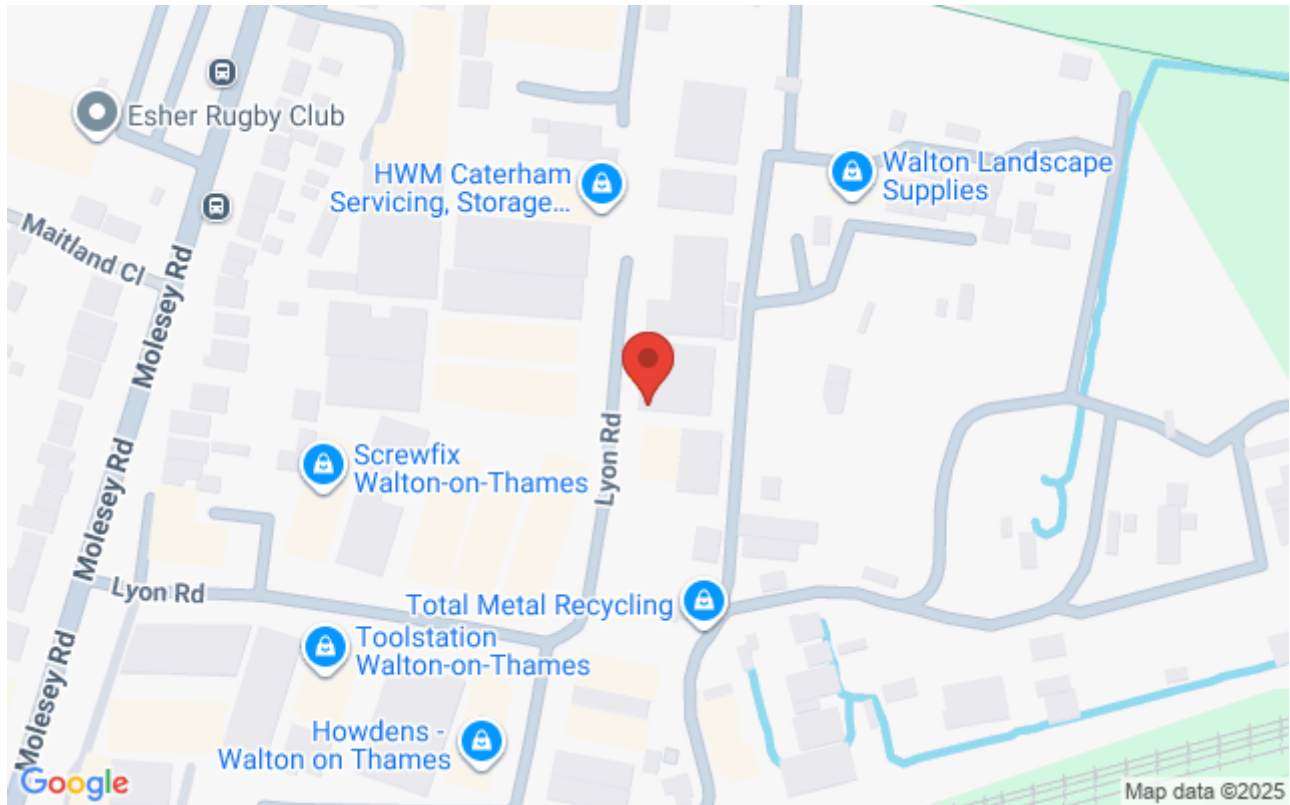 Esher Rugby Club
HWM Caterham
Servicing, Storage...
Walton Landscape
Supplies
Maitland Cl
Molesey Rd
Lyon Rd
Screwfix
Walton-on-Thames
Molesey Rd
Lyon Rd
Total Metal Recycling
Toolstation
Walton-on-Thames
Molesey Rd
Howdens -
Walton on Thames
Google
Map data ©2025